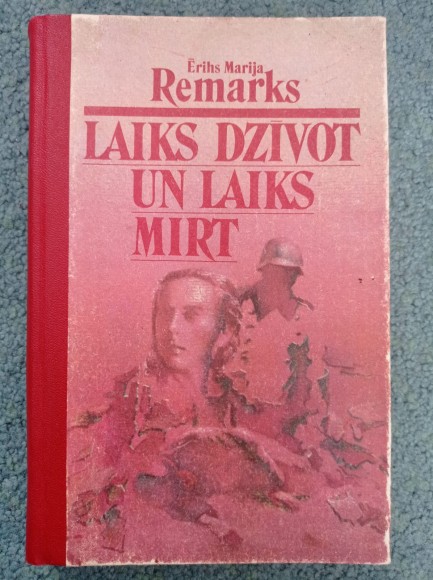 Ērihs Marija
Remarks
LAIKS DZĪVOT
UN LAIKS
MIRT